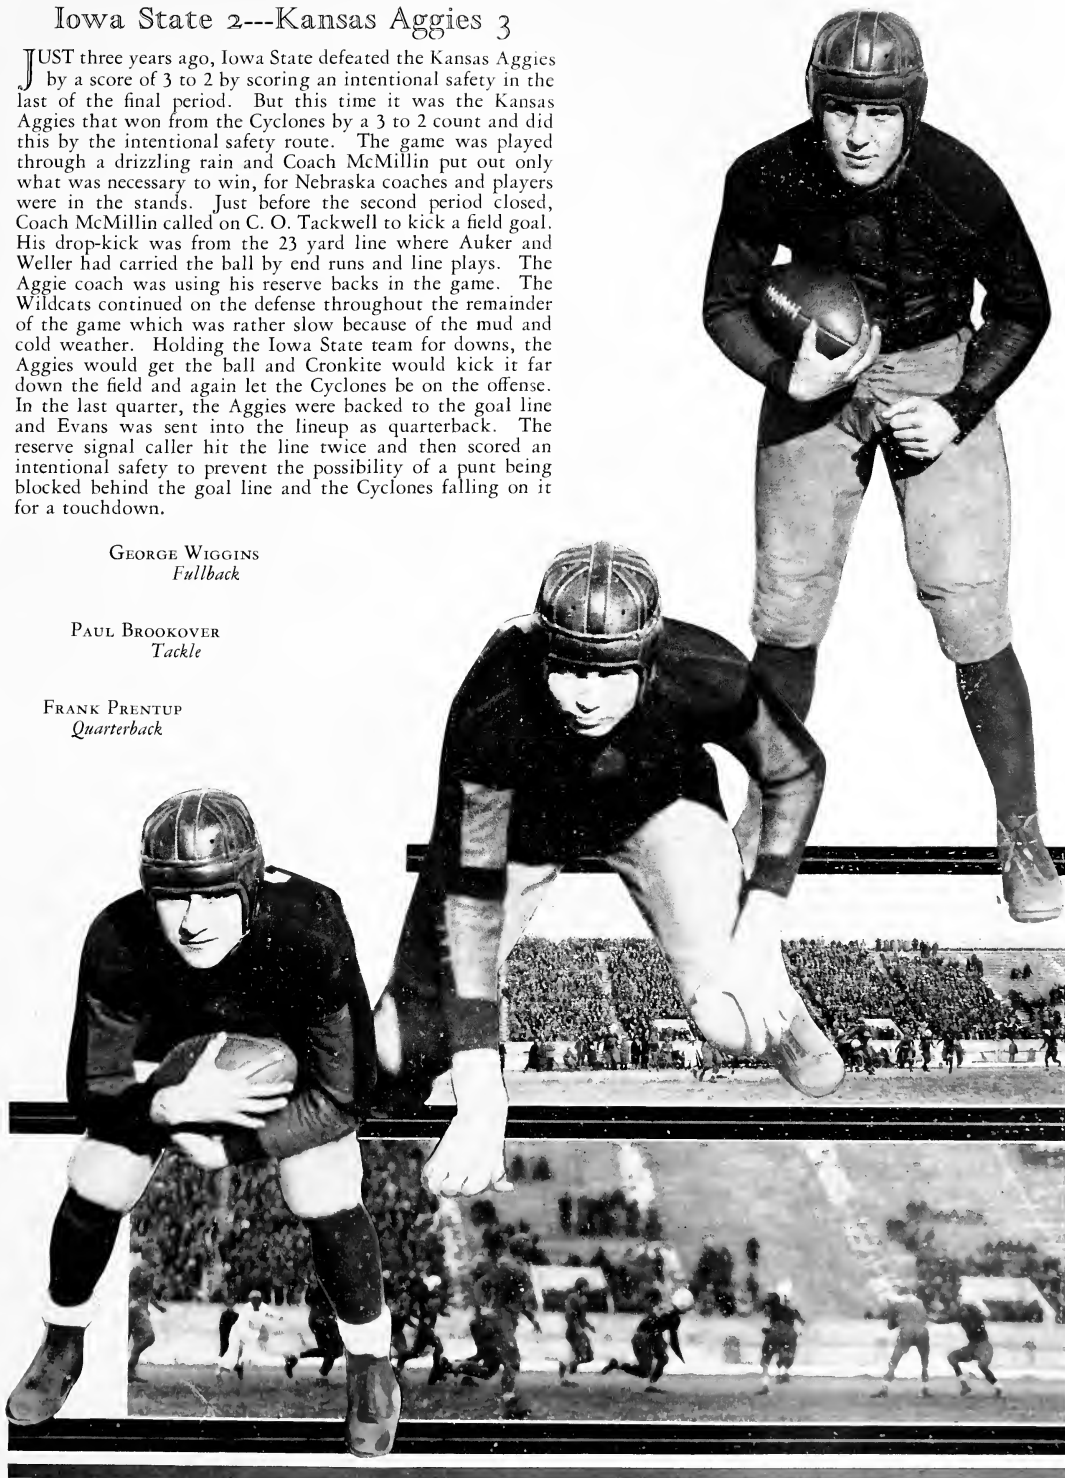 Iowa State 2---Kansas Aggies 3
JUST three years ago, Iowa State defeated the Kansas Aggies
by a score of 3 to 2 by scoring an intentional safety in the
last of the final period. But this time it was the Kansas
Aggies that won from the Cyclones by a 3 to 2 count and did
this by the intentional safety route. The game was played
through a drizzling rain and Coach McMillin put out only
what was necessary to win, for Nebraska coaches and players
were in the stands. Just before the second period closed,
Coach McMillin called on C. O. Tackwell to kick a field goal.
His drop-kick was from the 23 yard line where Auker and
Weller had carried the ball by end runs and line plays. The
Aggie coach was using his reserve backs in the game. The
Wildcats continued on the defense throughout the remainder
of the game which was rather slow because of the mud and
cold weather. Holding the Iowa State team for downs, the
Aggies would get the ball and Cronkite would kick it far
down the field and again let the Cyclones be on the offense.
In the last quarter, the Aggies were backed to the goal line
and Evans was sent into the lineup as quarterback. The
reserve signal caller hit the line twice and then scored an
intentional safety to prevent the possibility of a punt being
blocked behind the goal line and the Cyclones falling on it
for a touchdown.
GEORGE WIGGINS
Fullback
PAUL BROOKOVER
Tackle
FRANK PRENTUP
Quarterback